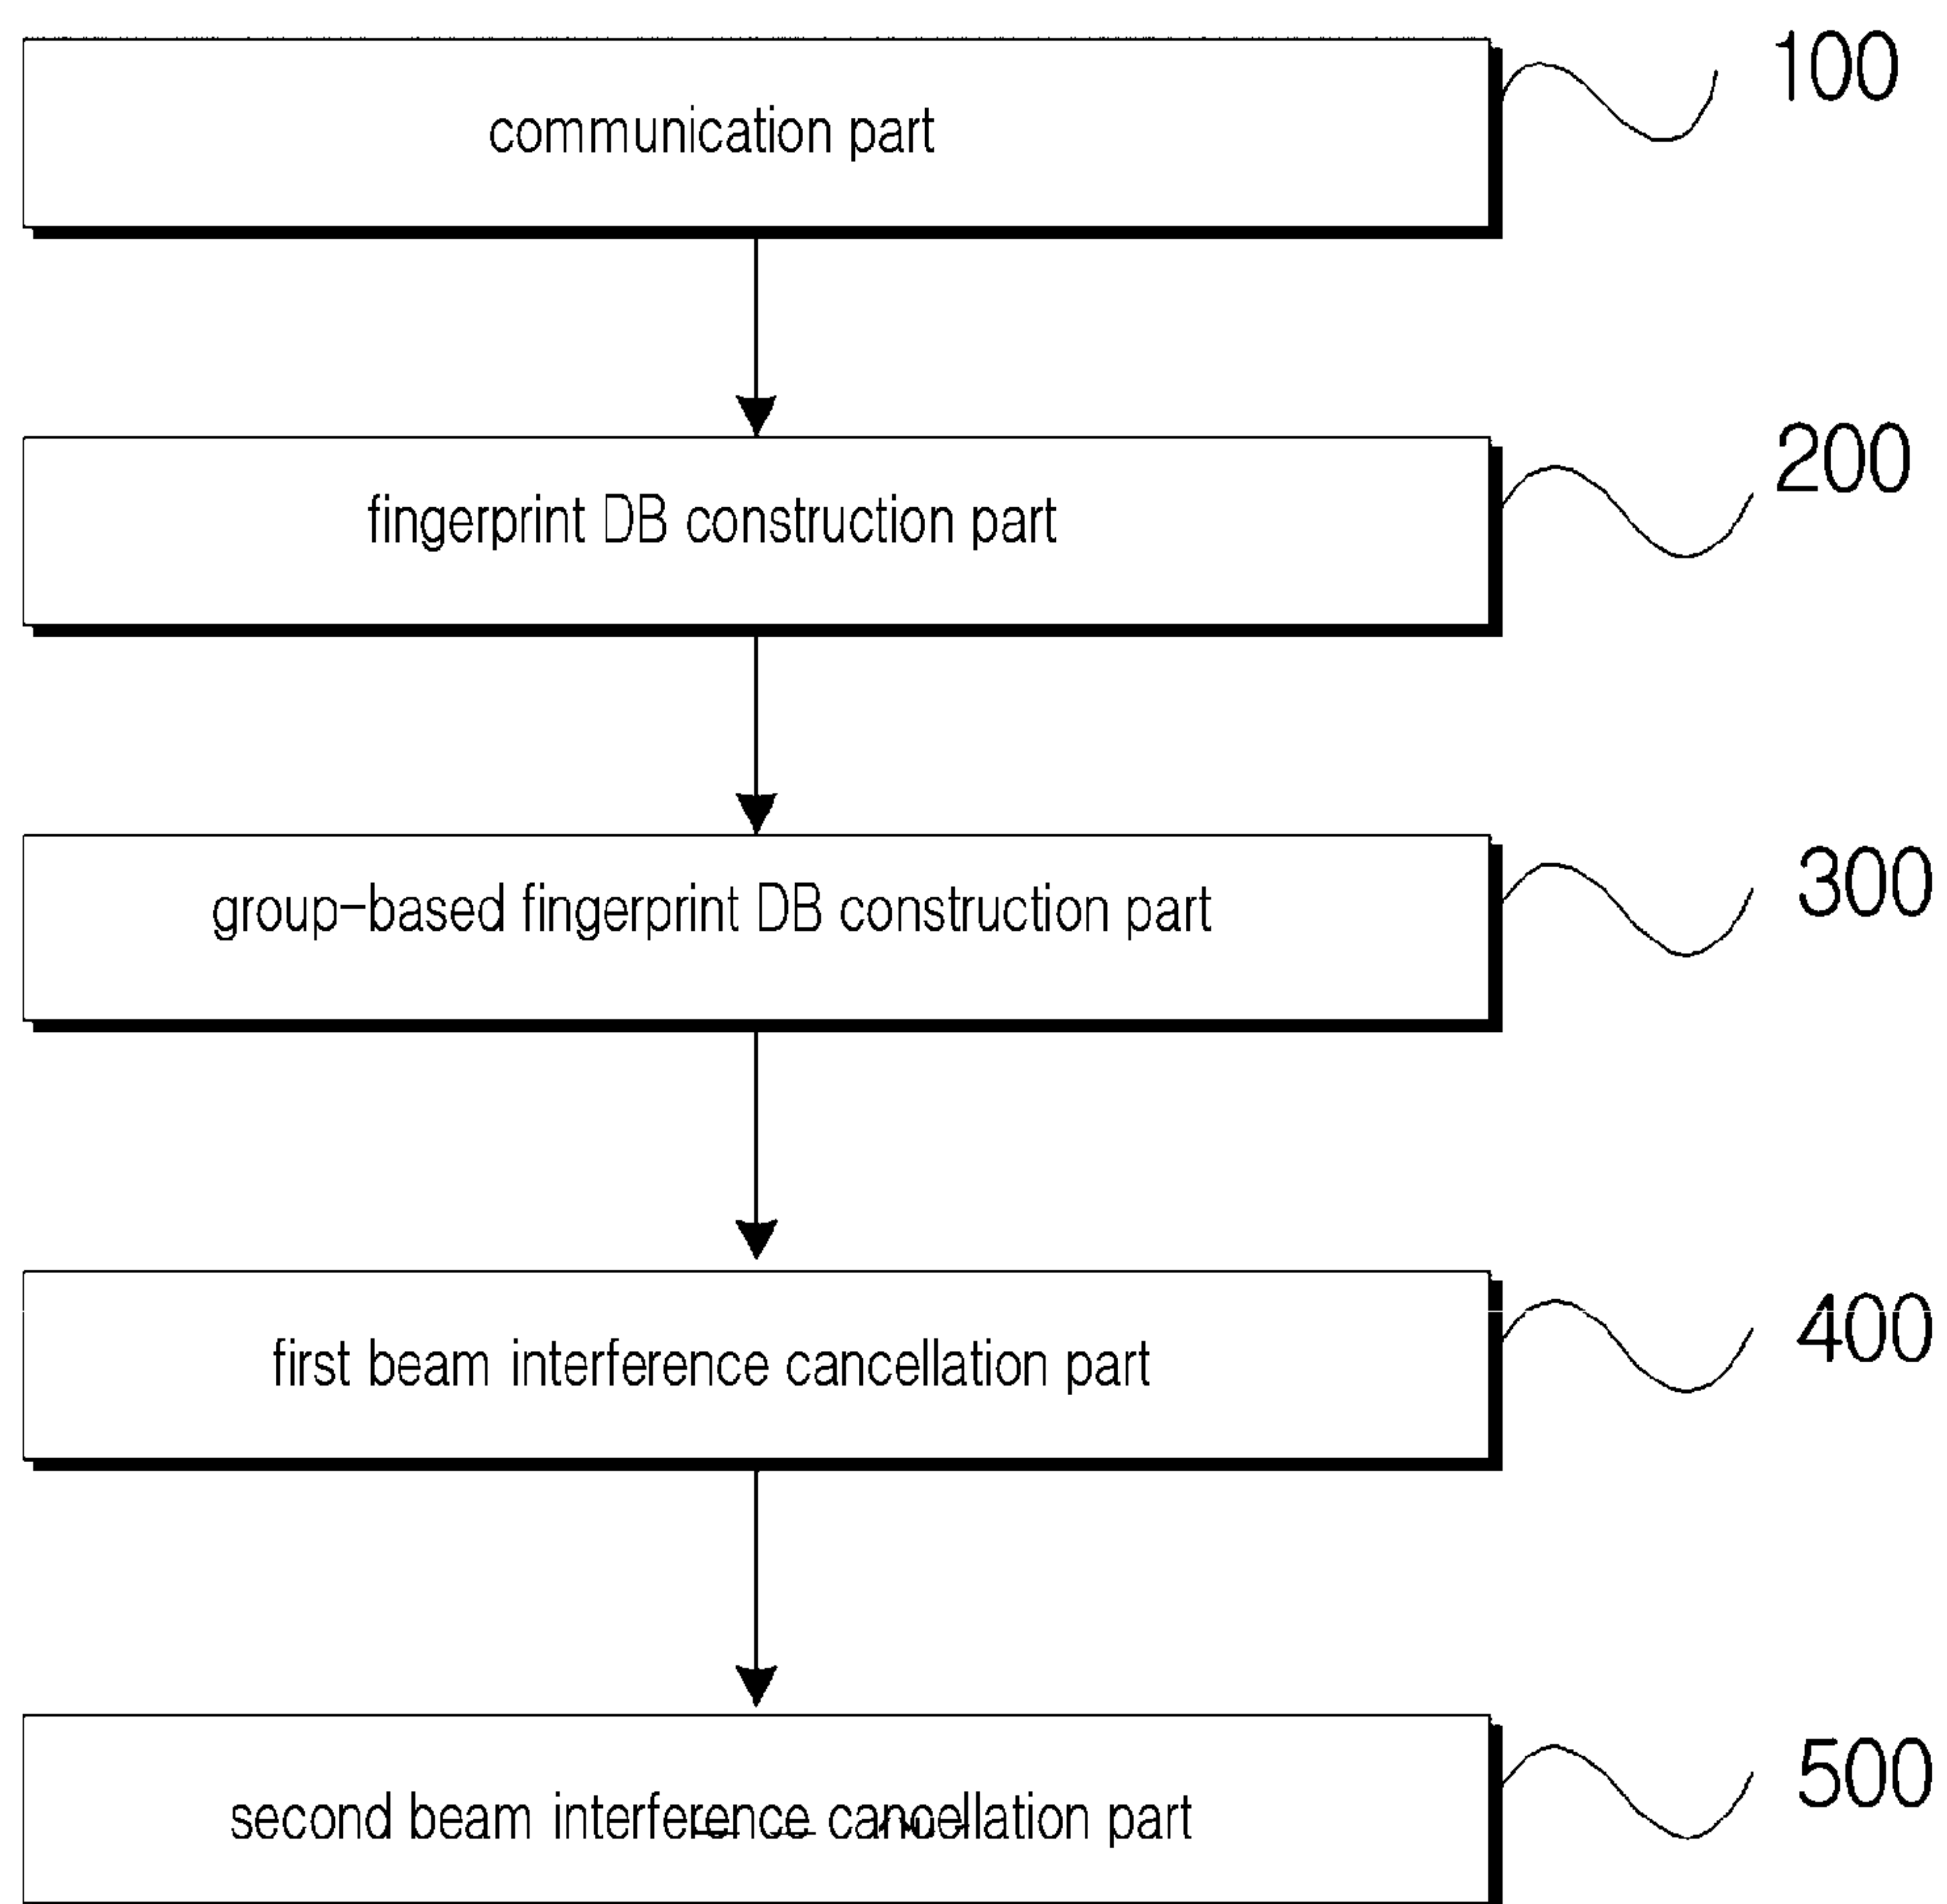 communication part
100
fingerprint DB construction part
200
group-based fingerprint DB construction part
300
first beam interference cancellation part
400
second beam interference cancellation part
500